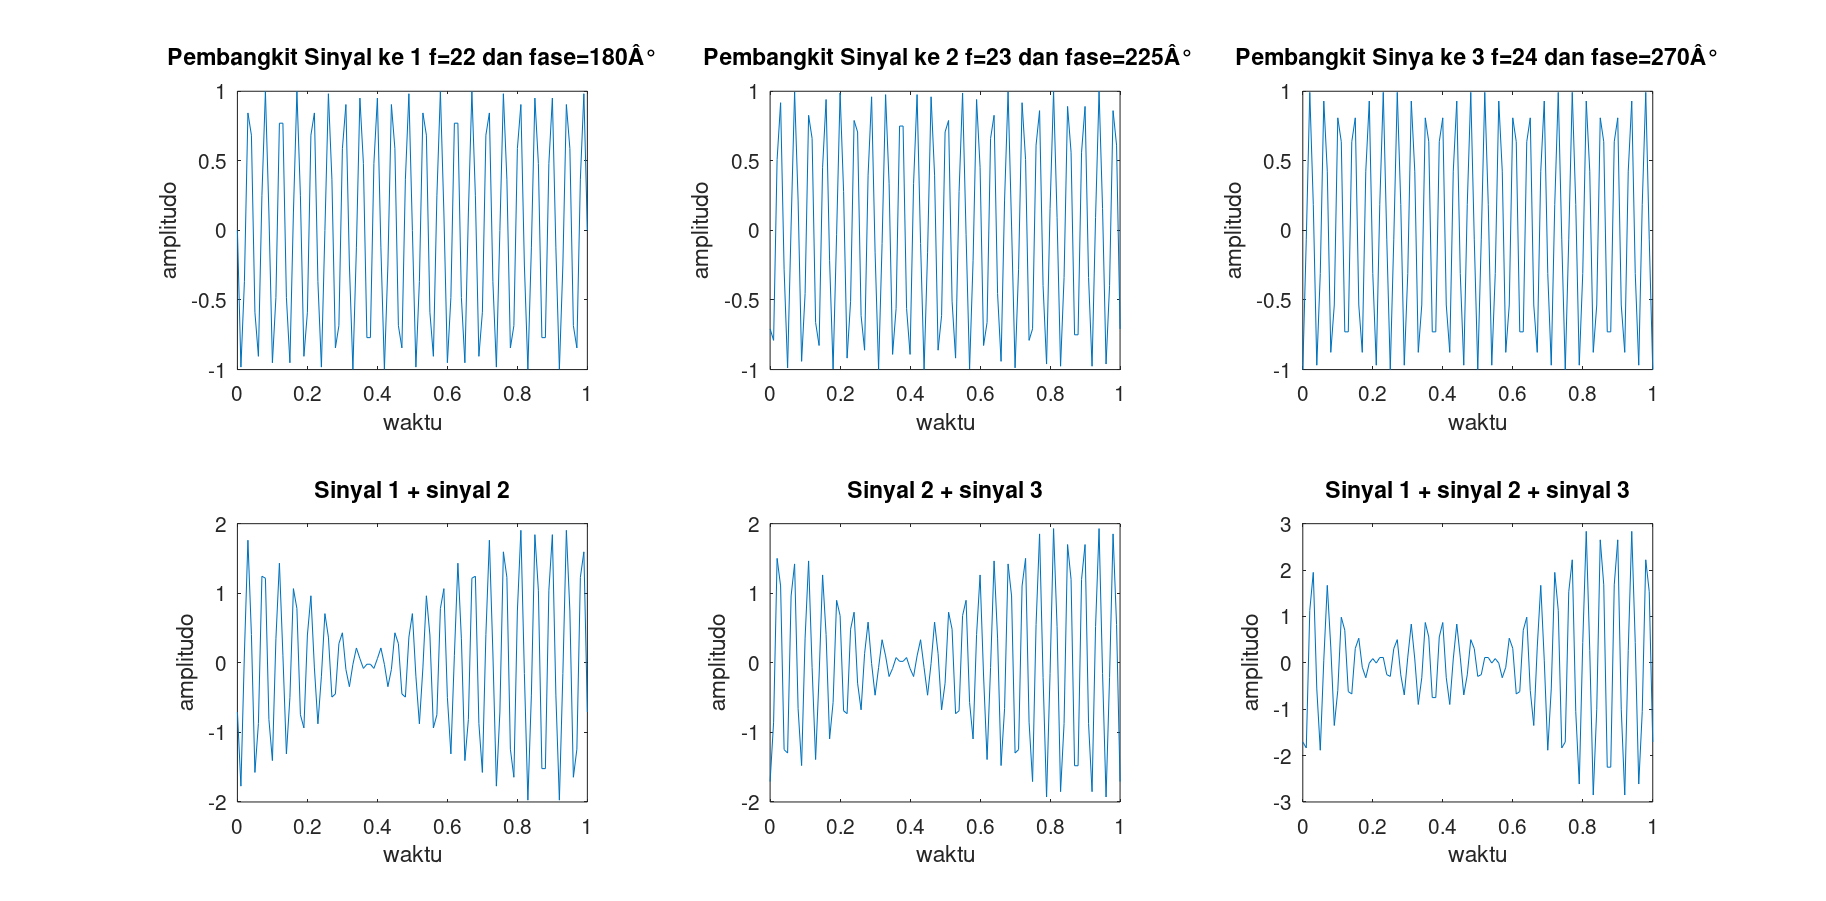 Pembangkit Sinyal ke 1 f=22 dan fase=180Â°
1
0.5
0
-0.5
-1
amplitudo
0 0.2 0.4 0.6 0.8 1
waktu
Pembangkit Sinyal ke 2 f=23 dan fase=225Â°
1
0.5
0
-0.5
-1
amplitudo
0 0.2 0.4 0.6 0.8 1
waktu
Pembangkit Sinya ke 3 f=24 dan fase=270Â°
1
0.5
0
-0.5
-1
amplitudo
0 0.2 0.4 0.6 0.8 1
waktu
Sinyal 1 + sinyal 2
2
1
0
-1
-2
amplitudo
0 0.2 0.4 0.6 0.8 1
waktu
Sinyal 2 + sinyal 3
2
1
0
-1
-2
amplitudo
0 0.2 0.4 0.6 0.8 1
waktu
Sinyal 1 + sinyal 2 + sinyal 3
3
2
1
0
-1
-2
-3
amplitudo
0 0.2 0.4 0.6 0.8 1
waktu